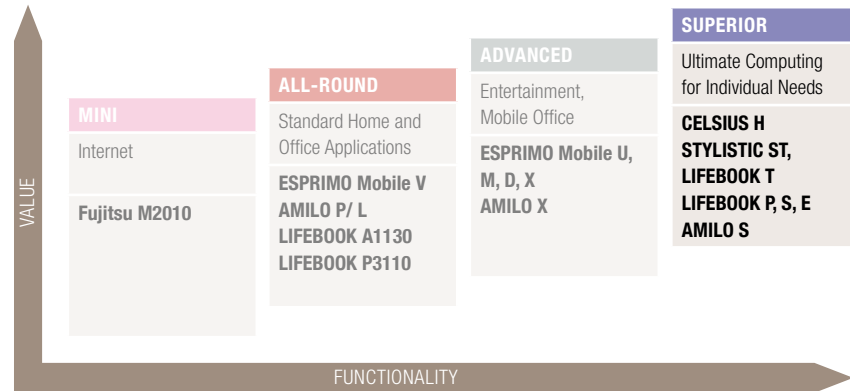 SUPERIOR
Ultimate Computing
for Individual Needs
CELSIUS H
STYLISTIC ST,
LIFEBOOK T
LIFEBOOK P, S, E
AMILO S
ADVANCED
Entertainment,
Mobile Office
ESPRIMO Mobile U,
M, D, X
AMILO X
ALL-ROUND
Standard Home and
Office Applications
ESPRIMO Mobile V
AMILO P/ L
LIFEBOOK A1130
LIFEBOOK P3110
MINI
Internet
Fujitsu M2010
VALUE
FUNCTIONALITY